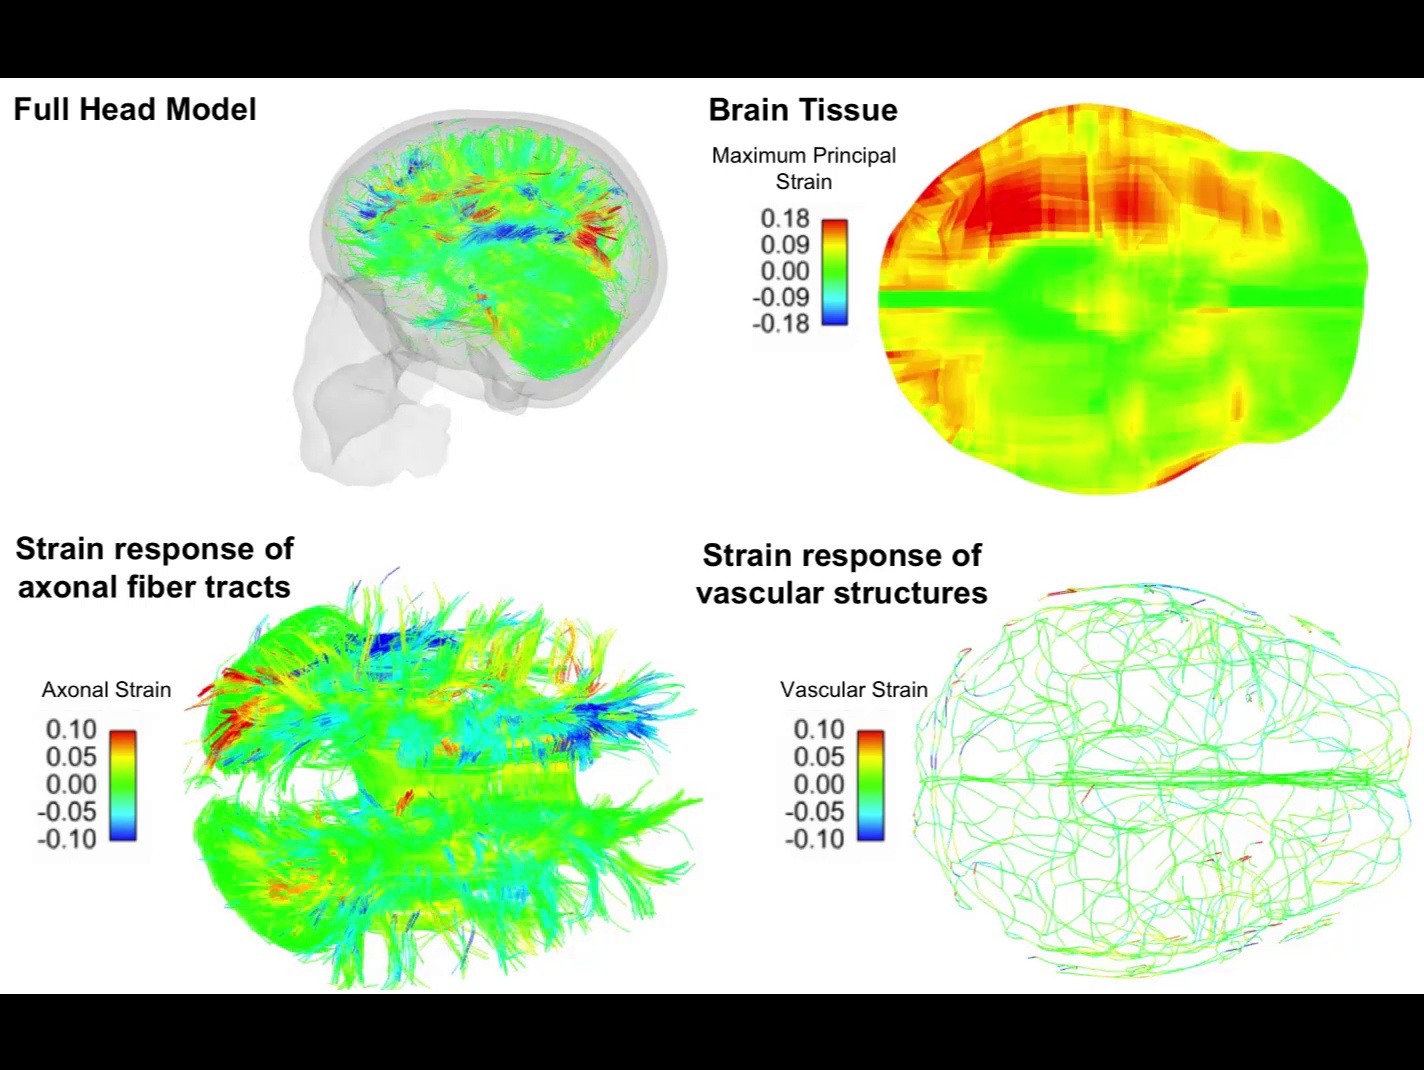 Full Head Model
Brain Tissue
Maximum Principal
Strain
0.18
0.09
0.00
-0.09
-0.18
Strain response of
axonal fiber tracts
Axonal Strain
0.10
0.05
0.00
-0.05
-0.10
Strain response of
vascular structures
Vascular Strain
0.10
0.05
0.00
-0.05
-0.10